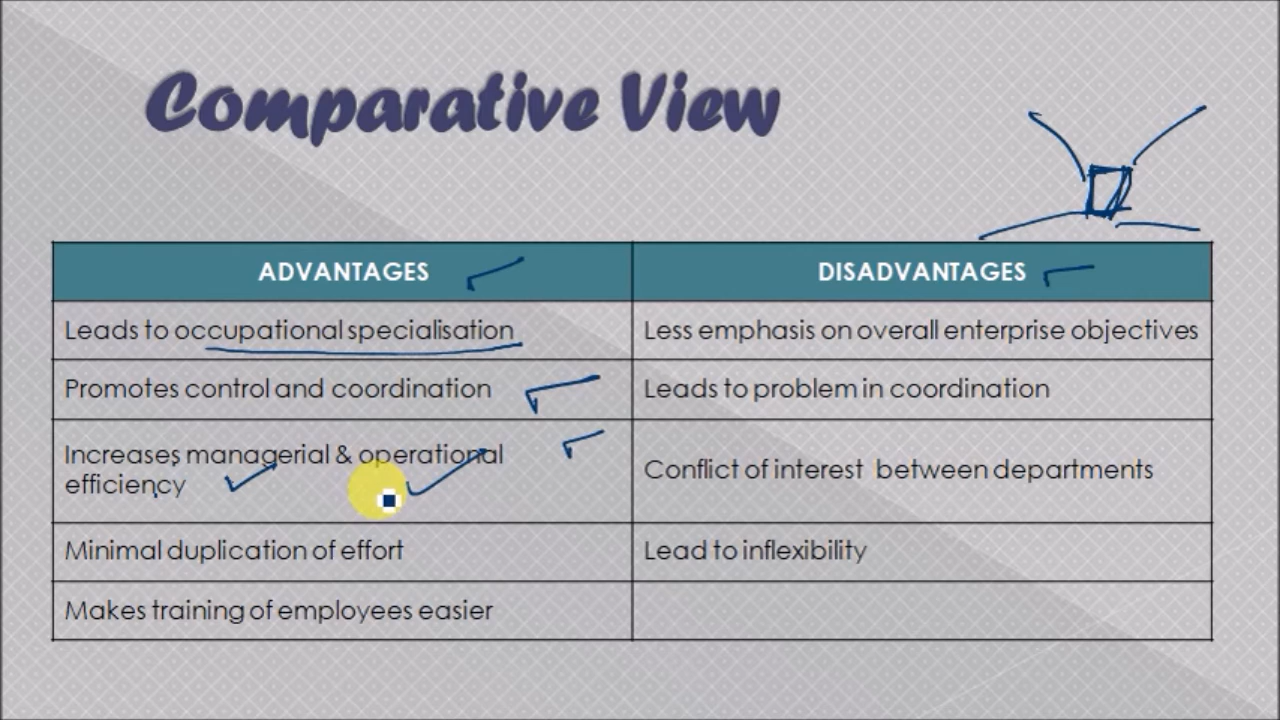 Comparative View
ADVANTAGES
DISADVANTAGES
Leads to occupational specialisation
Less emphasis on overall enterprise objectives
Promotes control and coordination
Leads to problem in coordination
Increases managerial & operational
efficiency
Conflict of interest between departments
Minimal duplication of effort
Lead to inflexibility
Makes training of employees easier